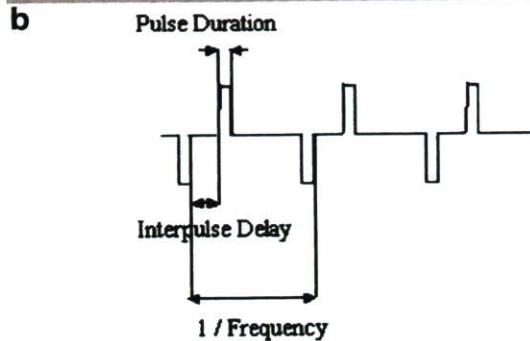 b
Pulse Duration
Interpulse Delay
1 / Frequency